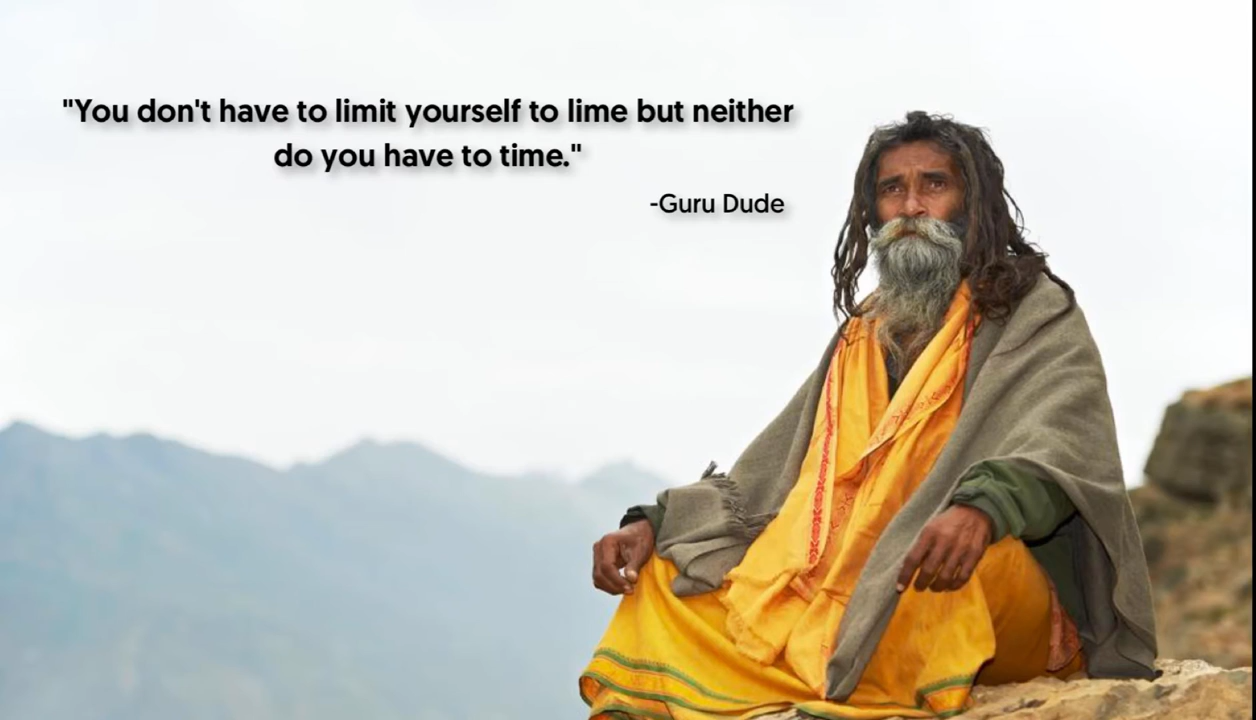 "You don't have to limit yourself to lime but neither
do you have to time."
-Guru Dude